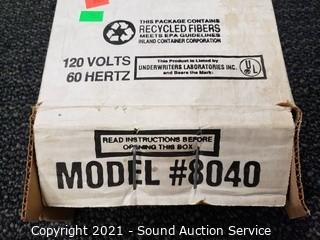 THIS PACKAGE CONTAINS
RECYCLED FIBERS
MEETS EPA GUIDELINES
INLAND CONTAINER CORPORATION
120 VOLTS
60 HERTZ
This Product is Listed by
UNDERWRITERS LABORATORIES INC.
and Bears the Mark:
UL
READ INSTRUCTIONS BEFORE
OPENING THIS BOX
MODEL #8040
Copyright 2021 - Sound Auction Service